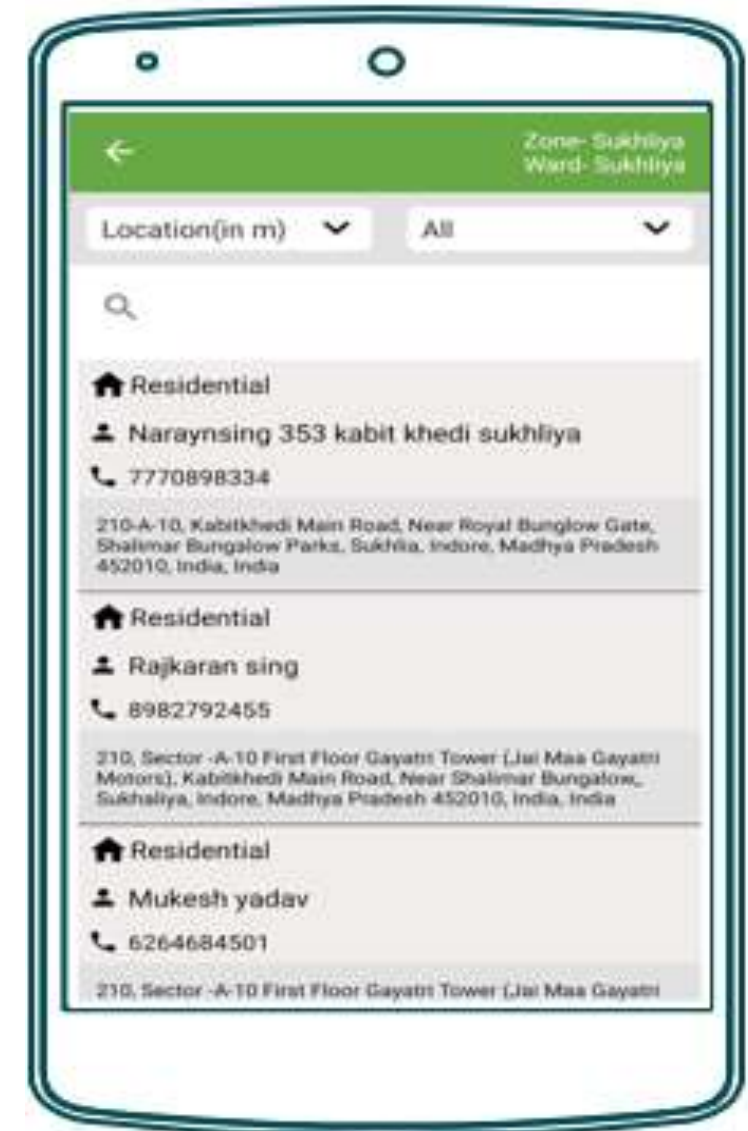 Zone- Sukhliya
Ward- Sukhliya
Location(in m)
All
Residential
Naraynsing 353 kabit khedi sukhliya
7770898334
210-A-10, Kabitkhedi Main Road, Near Royal Bunglow Gate,
Shalimar Bungalow Parks, Sukhlia, Indore, Madhya Pradesh
452010, India, India
Residential
Rajkaran sing
8982792455
210, Sector -A-10 First Floor Gayatri Tower (Jai Maa Gayatri
Motors), Kabitkhedi Main Road, Near Shalimar Bungalow,,
Sukhaliya, Indore, Madhya Pradesh 452010, India, India
Residential
Mukesh yadav
6264684501
210, Sector -A-10 First Floor Gayatri Tower (Jai Maa Gayatri